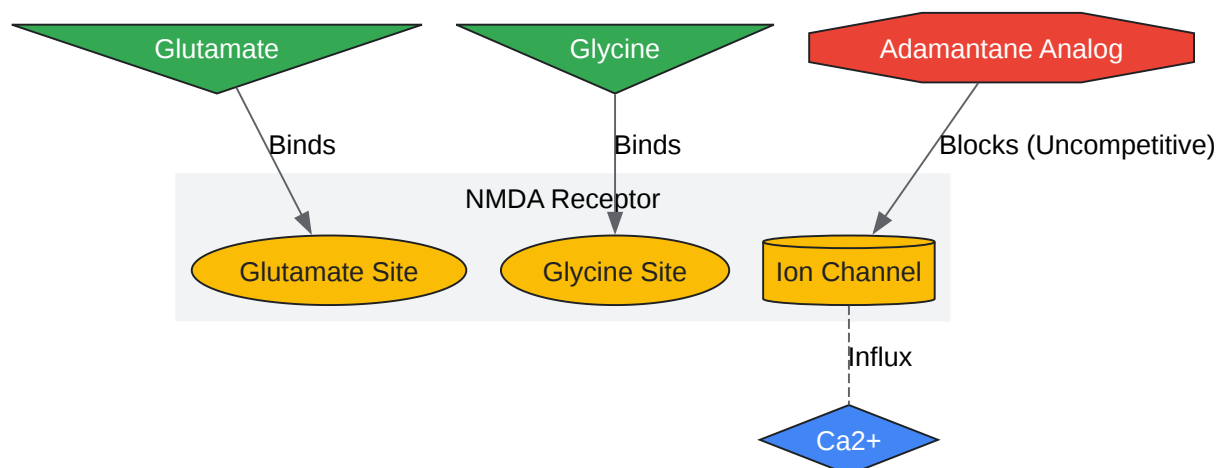 Glutamate
Glycine
Adamantane Analog
Binds
Binds
Blocks (Uncompetitive)
NMDA Receptor
Glutamate Site
Glycine Site
Ion Channel
Influx
Ca2+